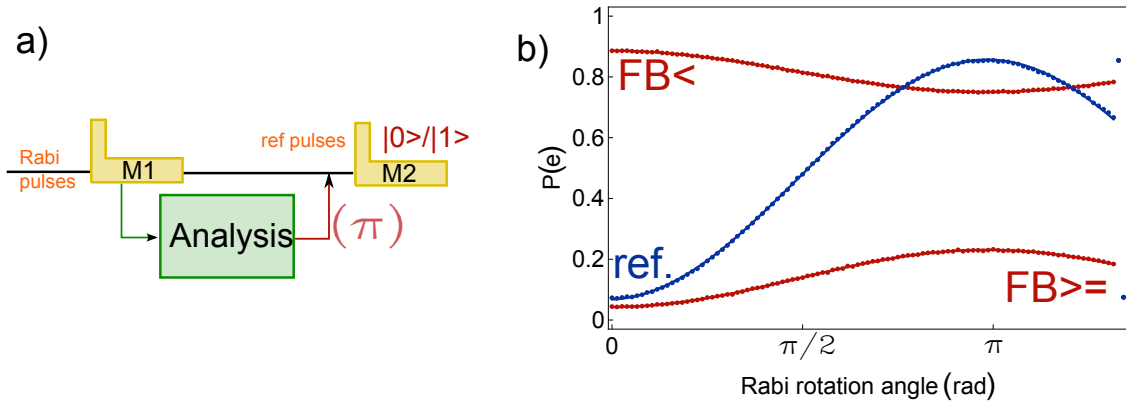 a)
Rabi
pulses
M1
ref pulses
|0>/|1>
M2
Analysis
(π)
b)
P(e)
1
0.8
0.6
0.4
0.2
0
FB<
ref.
FB>=
0
π/2
π
Rabi rotation angle (rad)